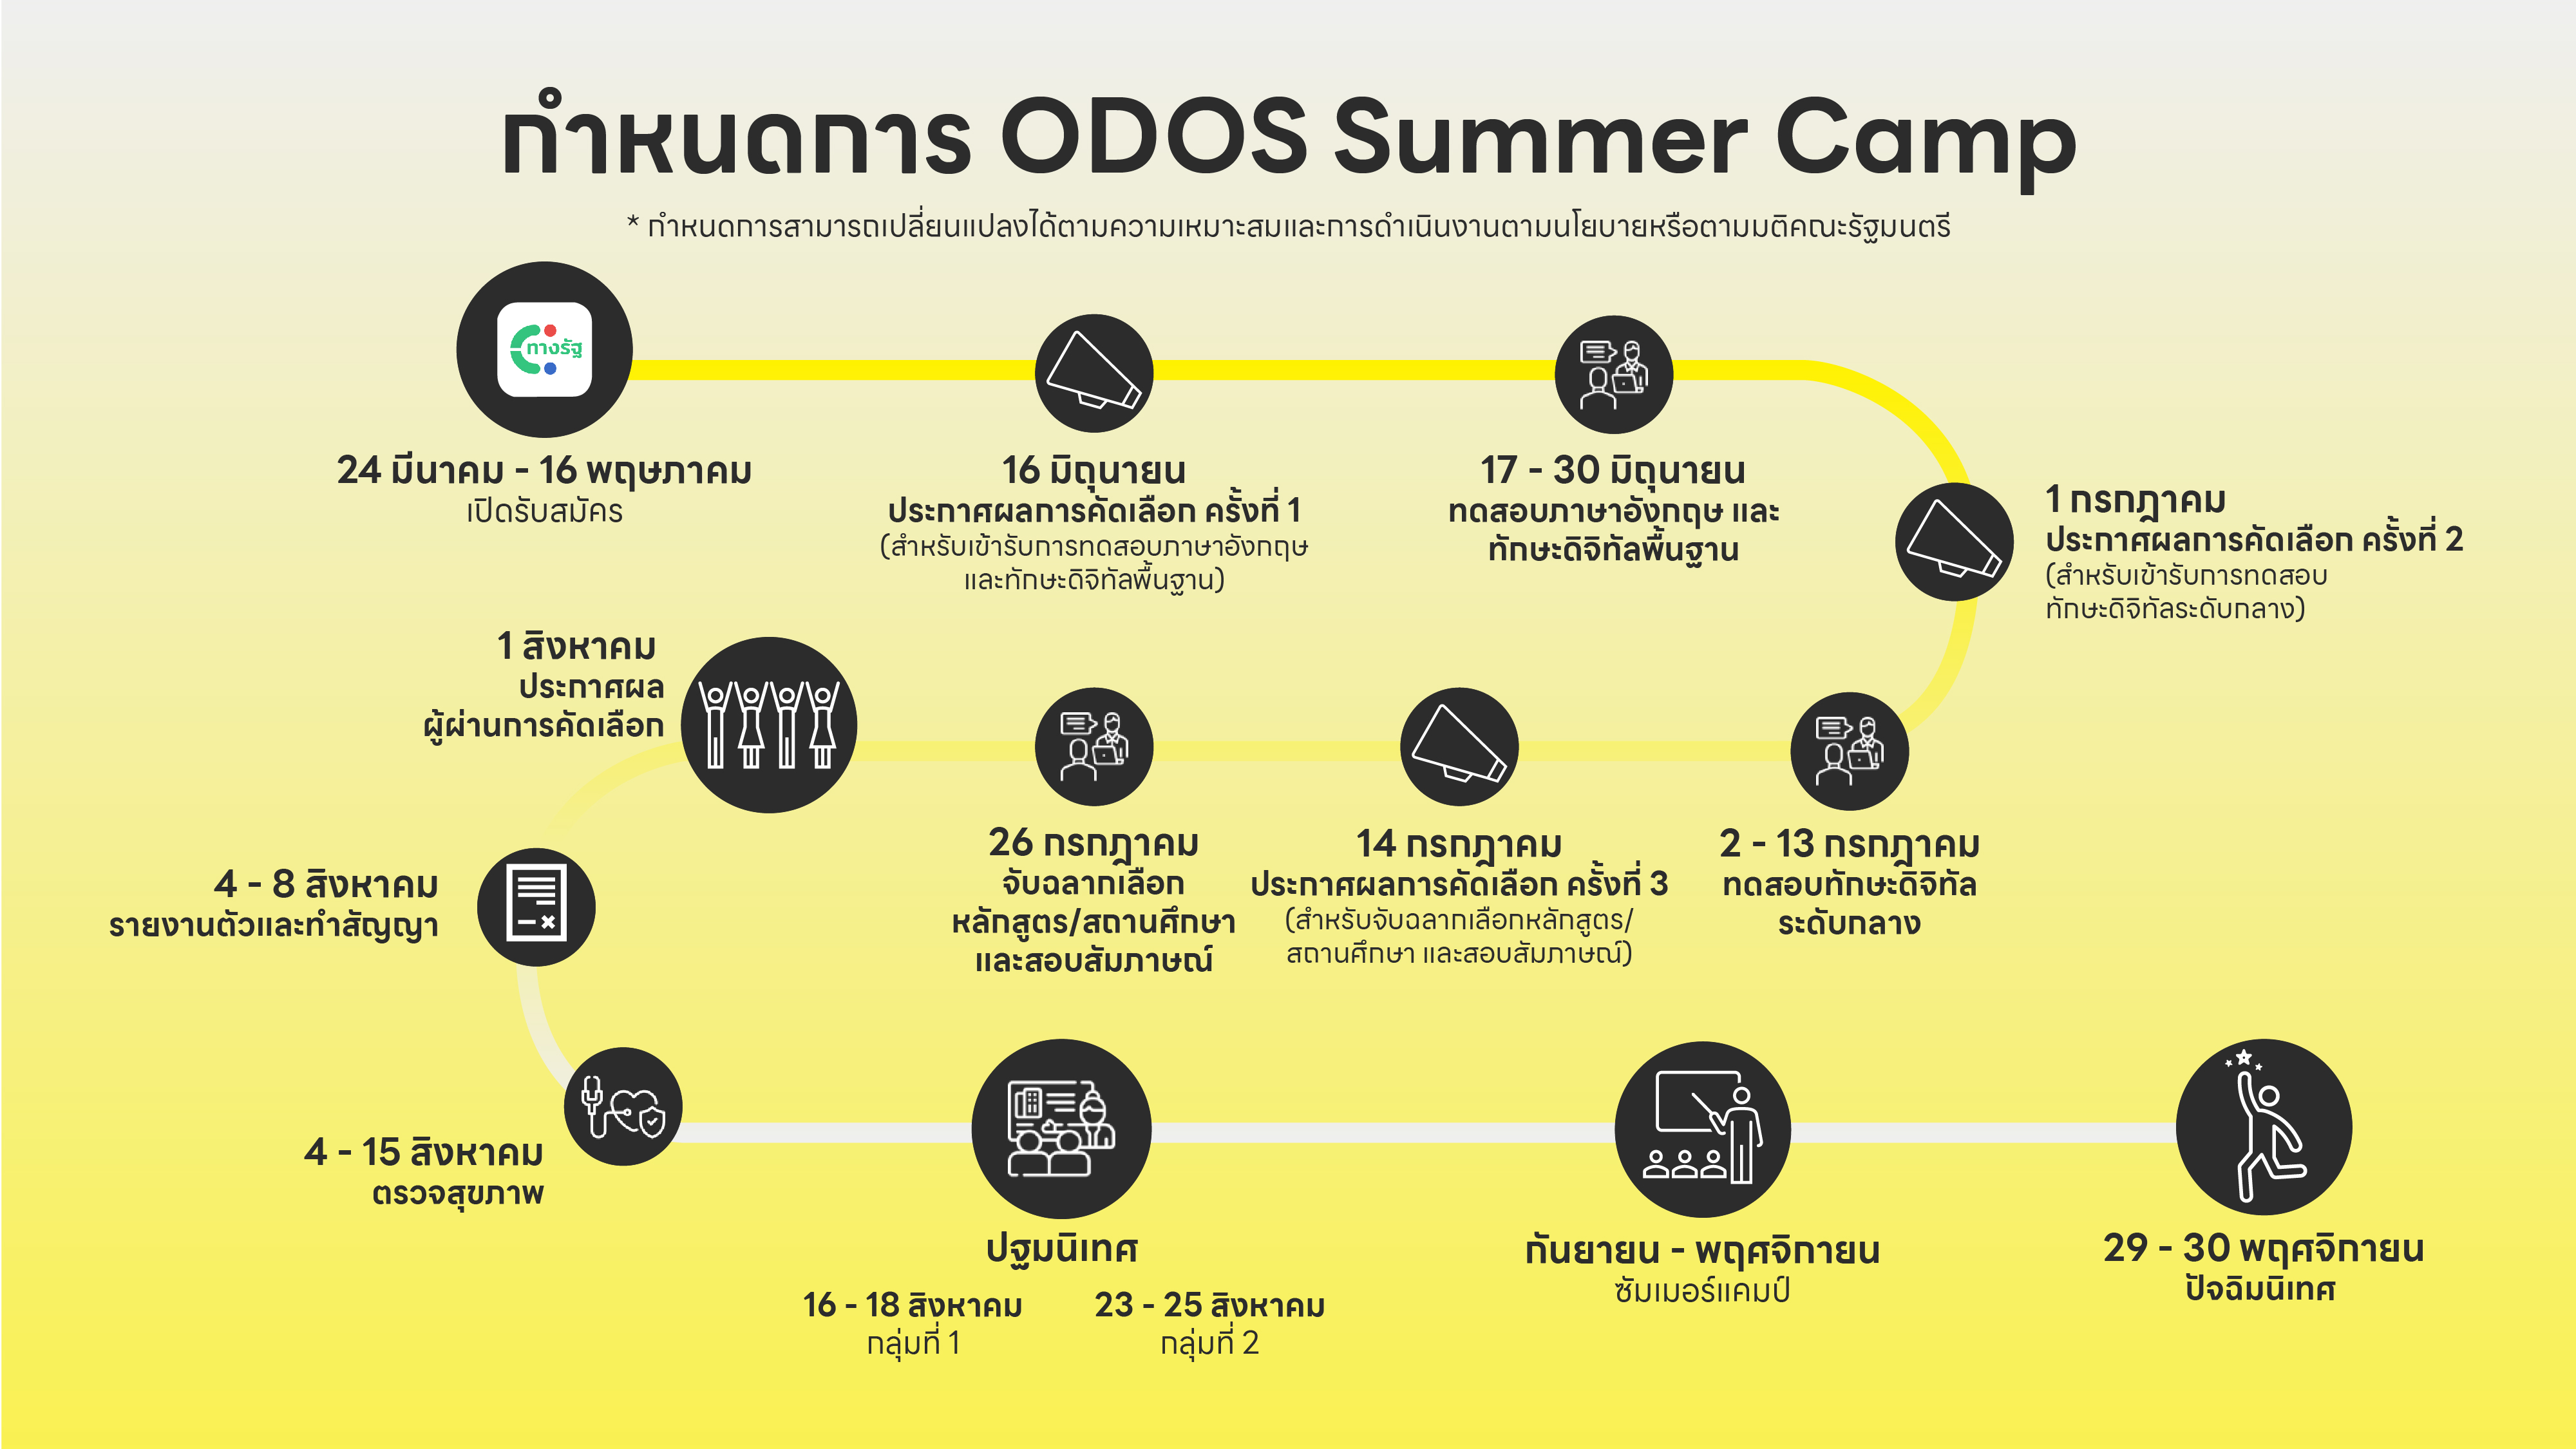 กำหนดการ ODOS Summer Camp
* กำหนดการสามารถเปลี่ยนแปลงได้ตามความเหมาะสมและการดำเนินงานตามนโยบายหรือตามมติคณะรัฐมนตรี
ทางรัฐ
24 มีนาคม - 16 พฤษภาคม
เปิดรับสมัคร
16 มิถุนายน
ประกาศผลการคัดเลือก ครั้งที่ 1
(สำหรับเข้ารับการทดสอบภาษาอังกฤษ
และทักษะดิจิทัลพื้นฐาน)
17 - 30 มิถุนายน
ทดสอบภาษาอังกฤษ และ
ทักษะดิจิทัลพื้นฐาน
1 กรกฎาคม
ประกาศผลการคัดเลือก ครั้งที่ 2
(สำหรับเข้ารับการทดสอบ
ทักษะดิจิทัลระดับกลาง)
2 - 13 กรกฎาคม
ทดสอบทักษะดิจิทัล
ระดับกลาง
14 กรกฎาคม
ประกาศผลการคัดเลือก ครั้งที่ 3
(สำหรับจับฉลากเลือกหลักสูตร/
สถานศึกษา และสอบสัมภาษณ์)
26 กรกฎาคม
จับฉลากเลือก
หลักสูตร/สถานศึกษา
และสอบสัมภาษณ์
1 สิงหาคม
ประกาศผล
ผู้ผ่านการคัดเลือก
4 - 8 สิงหาคม
รายงานตัวและทำสัญญา
4 - 15 สิงหาคม
ตรวจสุขภาพ
ปฐมนิเทศ
16 - 18 สิงหาคม
กลุ่มที่ 1
23 - 25 สิงหาคม
กลุ่มที่ 2
กันยายน - พฤศจิกายน
ซัมเมอร์แคมป์
29 - 30 พฤศจิกายน
ปัจฉิมนิเทศ